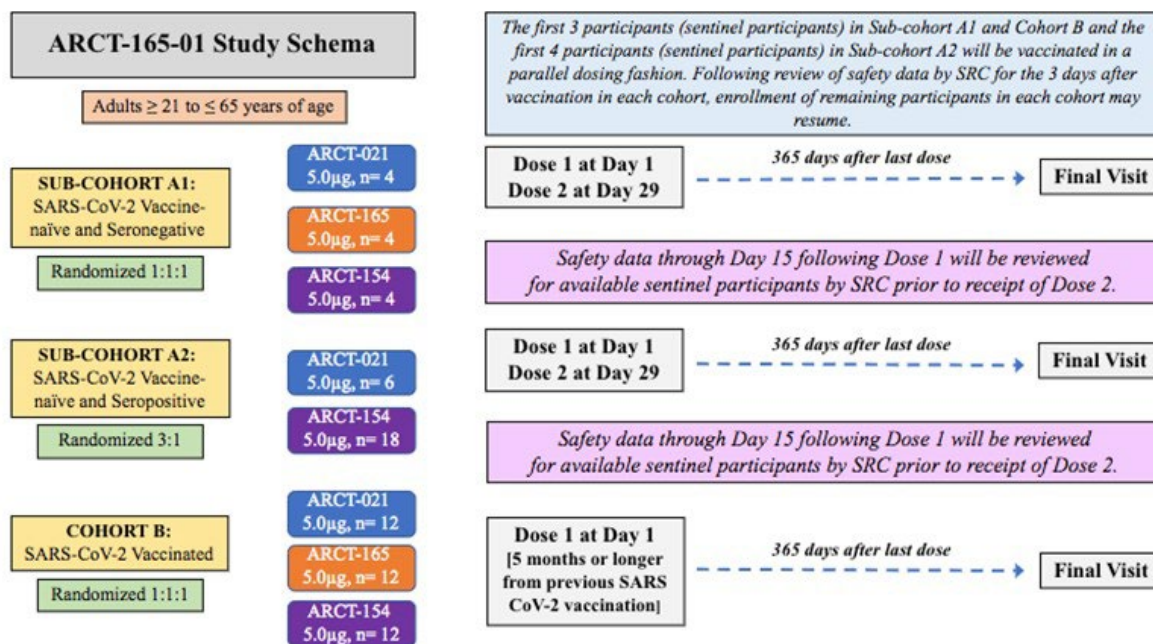 ARCT-165-01 Study Schema
Adults ≥ 21 to ≤ 65 years of age
The first 3 participants (sentinel participants) in Sub-cohort A1 and Cohort B and the
first 4 participants (sentinel participants) in Sub-cohort A2 will be vaccinated in a
parallel dosing fashion. Following review of safety data by SRC for the 3 days after
vaccination in each cohort, enrollment of remaining participants in each cohort may
resume.
SUB-COHORT A1:
SARS-CoV-2 Vaccine-
naïve and Seronegative
Randomized 1:1:1
ARCT-021
5.0µg, n= 4
ARCT-165
5.0µg, n= 4
ARCT-154
5.0µg, n= 4
Dose 1 at Day 1
Dose 2 at Day 29
365 days after last dose
Final Visit
Safety data through Day 15 following Dose 1 will be reviewed
for available sentinel participants by SRC prior to receipt of Dose 2.
SUB-COHORT A2:
SARS-CoV-2 Vaccine-
naïve and Seropositive
Randomized 3:1
ARCT-021
5.0µg, n= 6
ARCT-154
5.0µg, n= 18
Dose 1 at Day 1
Dose 2 at Day 29
365 days after last dose
Final Visit
Safety data through Day 15 following Dose 1 will be reviewed
for available sentinel participants by SRC prior to receipt of Dose 2.
COHORT B:
SARS-CoV-2 Vaccinated
Randomized 1:1:1
ARCT-021
5.0µg, n= 12
ARCT-165
5.0µg, n= 12
ARCT-154
5.0µg, n= 12
Dose 1 at Day 1
[5 months or longer
from previous SARS
CoV-2 vaccination]
365 days after last dose
Final Visit